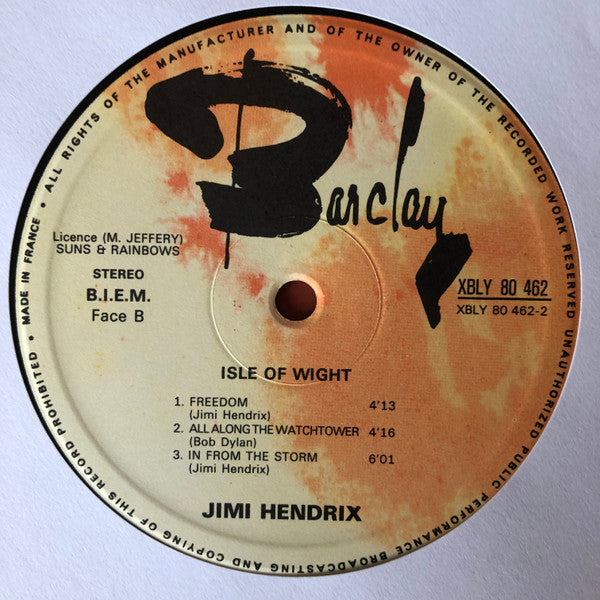 • MADE IN FRANCE • ALL RIGHTS OF THE MANUFACTURER AND OF THE OWNER OF THE RECORDED WORK RESERVED UNAUTHORIZED PUBLIC PERFORMANCE BROADCASTING AND COPYING OF THIS RECORD PROHIBITED
Barclay
Licence (M. JEFFERY)
SUNS & RAINBOWS
STEREO
B.I.E.M.
Face B
XBLY 80 462
XBLY 80 462-2
ISLE OF WIGHT
1. FREEDOM 4'13
(Jimi Hendrix)
2. ALL ALONG THE WATCHTOWER 4'16
(Bob Dylan)
3. IN FROM THE STORM 6'01
(Jimi Hendrix)
JIMI HENDRIX